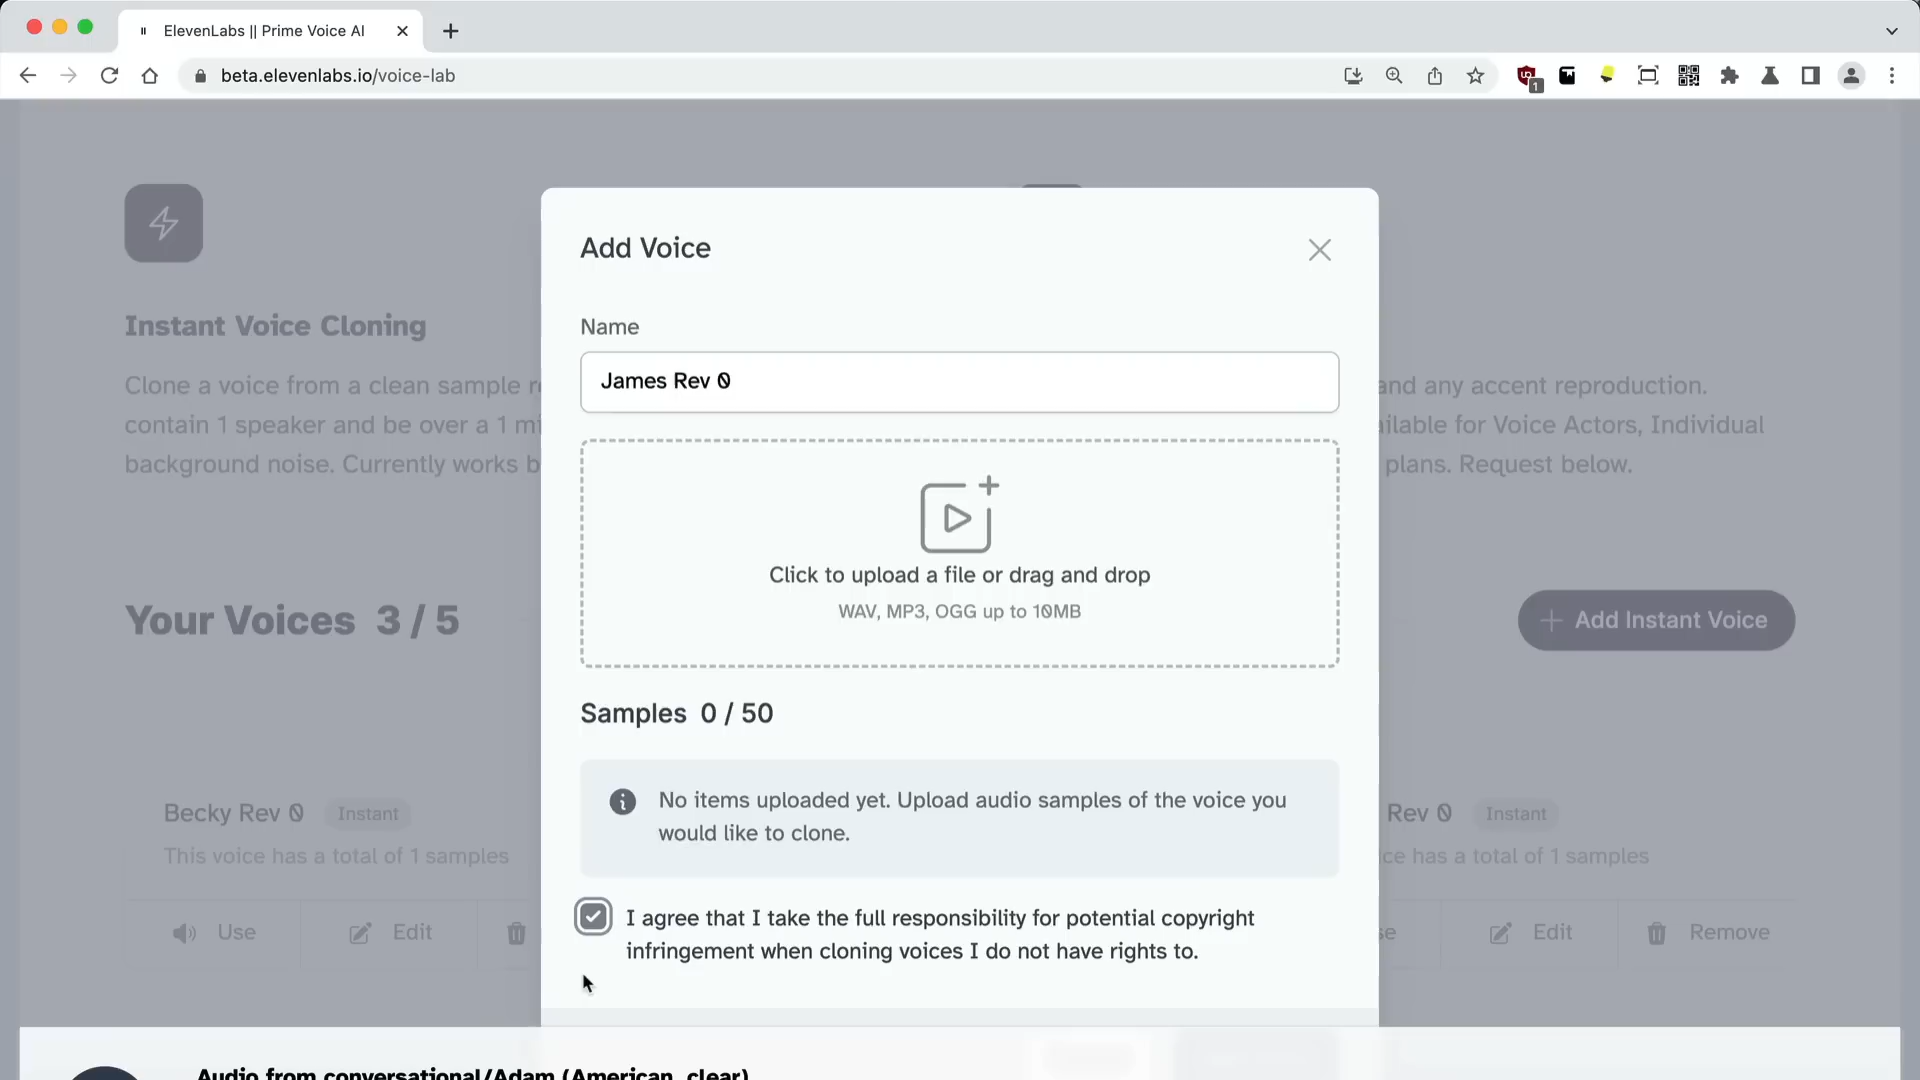 ElevenLabs || Prime Voice AI
beta.elevenlabs.io/voice-lab
1
Add Voice
Name
James Rev 0
Click to upload a file or drag and drop
WAV, MP3, OGG up to 10MB
Samples 0 / 50
No items uploaded yet. Upload audio samples of the voice you
would like to clone.
I agree that I take the full responsibility for potential copyright
infringement when cloning voices I do not have rights to.
Instant Voice Cloning
Clone a voice from a clean sample
contain 1 speaker and be over a 1
background noise. Currently works
and any accent reproduction.
for Voice Actors, Individual
plans. Request below.
Your Voices 3 / 5
Add Instant Voice
Becky Rev 0 Instant
This voice has a total of 1 samples
Use Edit
Rev 0 Instant
has a total of 1 samples
Edit Remove
Audio from conversational/Adam (American, clear)